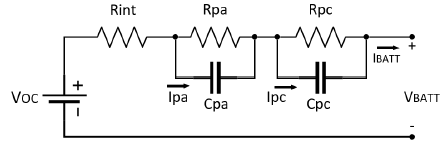 Rint Rpa Rpc
IBATT
+ +
Ipa Ipc
Cpa Cpc
VOC VBATT
-